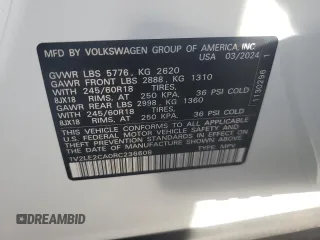 MFD. BY VOLKSWAGEN GROUP OF AMERICA, INC
USA 03/2024
GVWR LBS 5776, KG 2620
GAWR FRONT LBS 2888, KG 1310
WITH 245/60R18 TIRES,
8JX18 RIMS, AT 250 KPA. 36 PSI COLD
GAWR REAR LBS 2998, KG 1360
WITH 245/60R18 TIRES,
8JX18 RIMS, AT 250 KPA. 36 PSI COLD
THIS VEHICLE CONFORMS TO ALL APPLICABLE
U.S. FEDERAL MOTOR VEHICLE SAFETY
STANDARDS IN EFFECT ON THE DATE OF
MANUFACTURE SHOWN ABOVE.
TYPE: MPV
DREAMBID